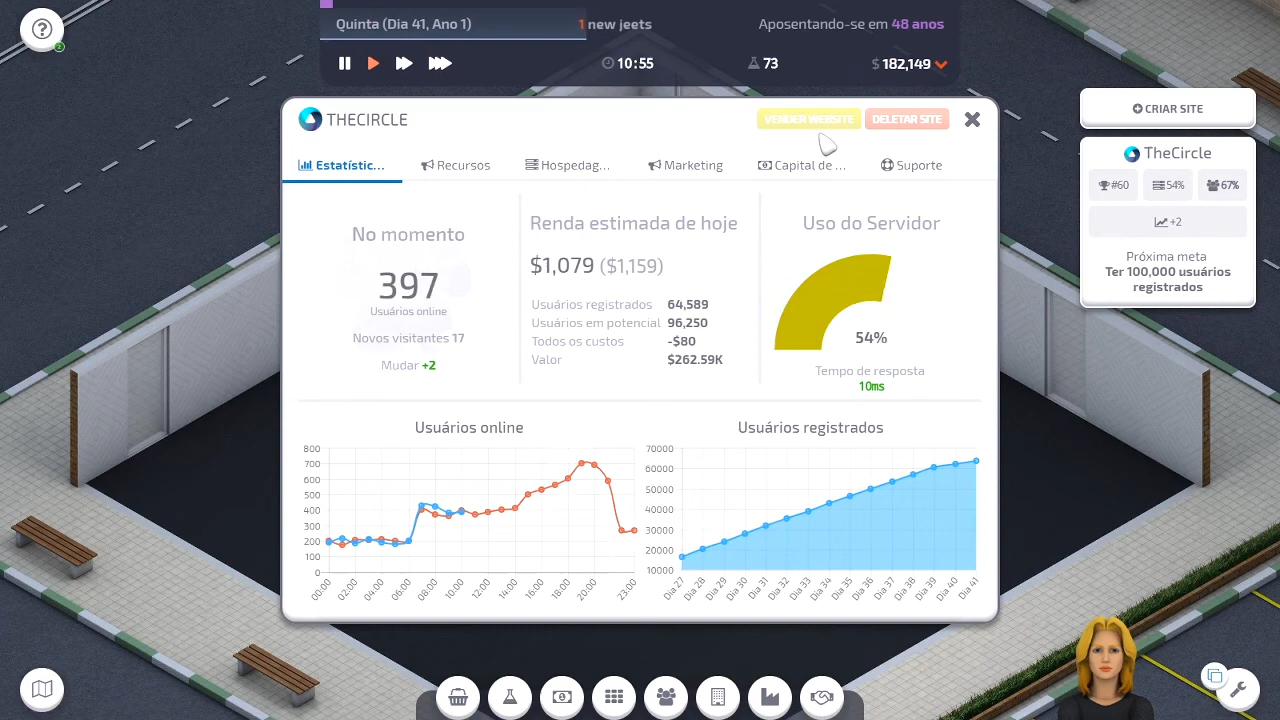 Quinta (Dia 41, Ano 1)
1 new jeets
Aposentando-se em 48 anos
10:55
73
$ 182,149
?
2
THECIRCLE
VENDER WEBSITE
DELETAR SITE
Estatístic...
Recursos
Hospedag...
Marketing
Capital de ...
Suporte
No momento
397
Usuários online
Novos visitantes 17
Mudar +2
Renda estimada de hoje
$1,079 ($1,159)
Usuários registrados 64,589
Usuários em potencial 96,250
Todos os custos -$80
Valor $262.59K
Uso do Servidor
54%
Tempo de resposta
10ms
Usuários online
800
700
600
500
400
300
200
100
0
00:00 02:00 04:00 06:00 08:00 10:00 12:00 14:00 16:00 18:00 20:00 23:00
Usuários registrados
70000
60000
50000
40000
30000
20000
10000
Dia 27 Dia 28 Dia 29 Dia 30 Dia 31 Dia 32 Dia 33 Dia 34 Dia 35 Dia 36 Dia 37 Dia 38 Dia 39 Dia 40 Dia 41
CRIAR SITE
TheCircle
#60 54% 67%
+2
Próxima meta
Ter 100,000 usuários
registrados